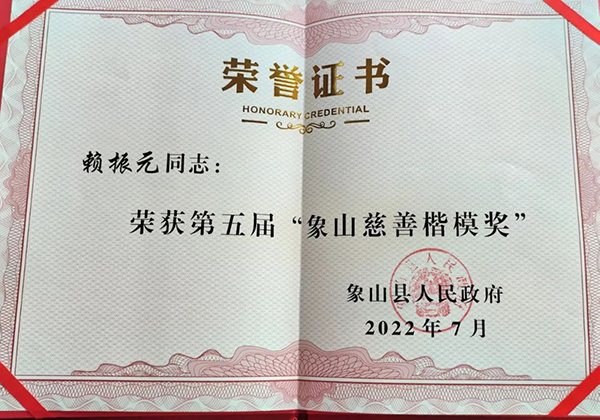 荣誉证书
HONORARY CREDENTIAL
赖振元同志：
荣获第五届“象山慈善楷模奖”
象山县人民政府
2022年7月